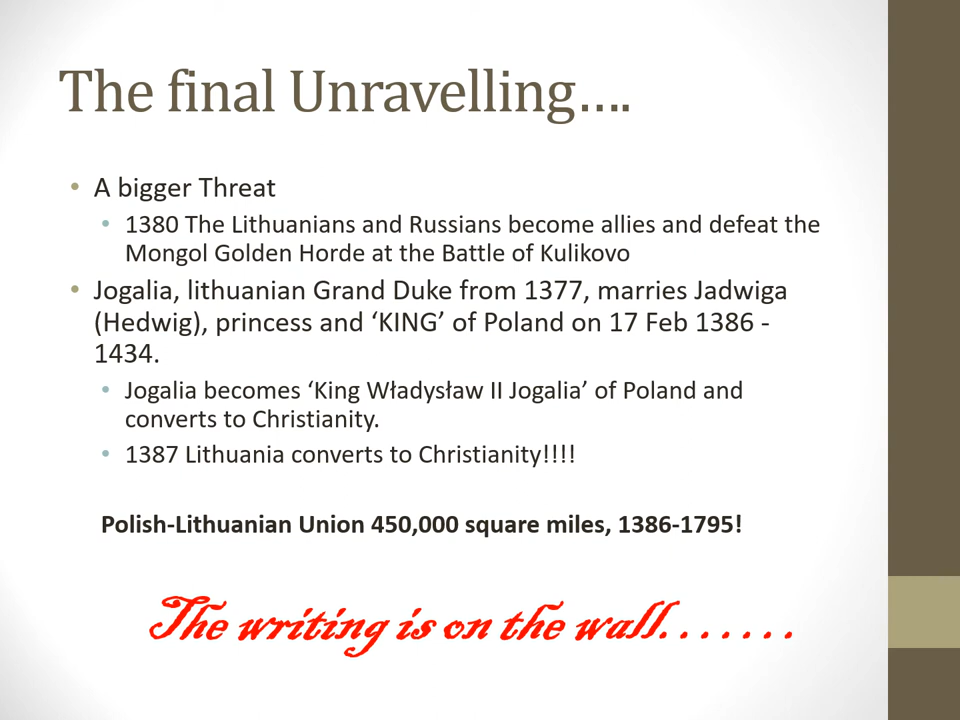 The final Unravelling….
• A bigger Threat
• 1380 The Lithuanians and Russians become allies and defeat the
Mongol Golden Horde at the Battle of Kulikovo
• Jogalia, lithuanian Grand Duke from 1377, marries Jadwiga
(Hedwig), princess and ‘KING’ of Poland on 17 Feb 1386 -
1434.
• Jogalia becomes ‘King Władysław II Jogalia’ of Poland and
converts to Christianity.
• 1387 Lithuania converts to Christianity!!!!
Polish-Lithuanian Union 450,000 square miles, 1386-1795!
The writing is on the wall…….